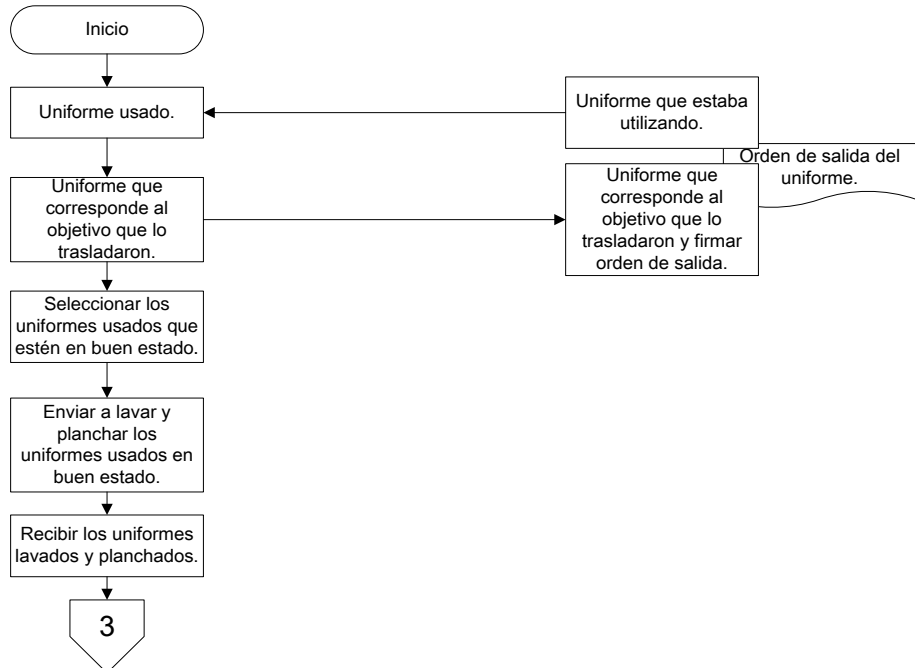 Inicio
Uniforme usado.
Uniforme que estaba
utilizando.
Orden de salida del
uniforme.
Uniforme que
corresponde al
objetivo que lo
trasladaron.
Uniforme que
corresponde al
objetivo que lo
trasladaron y firmar
orden de salida.
Seleccionar los
uniformes usados que
estén en buen estado.
Enviar a lavar y
planchar los
uniformes usados en
buen estado.
Recibir los uniformes
lavados y planchados.
3